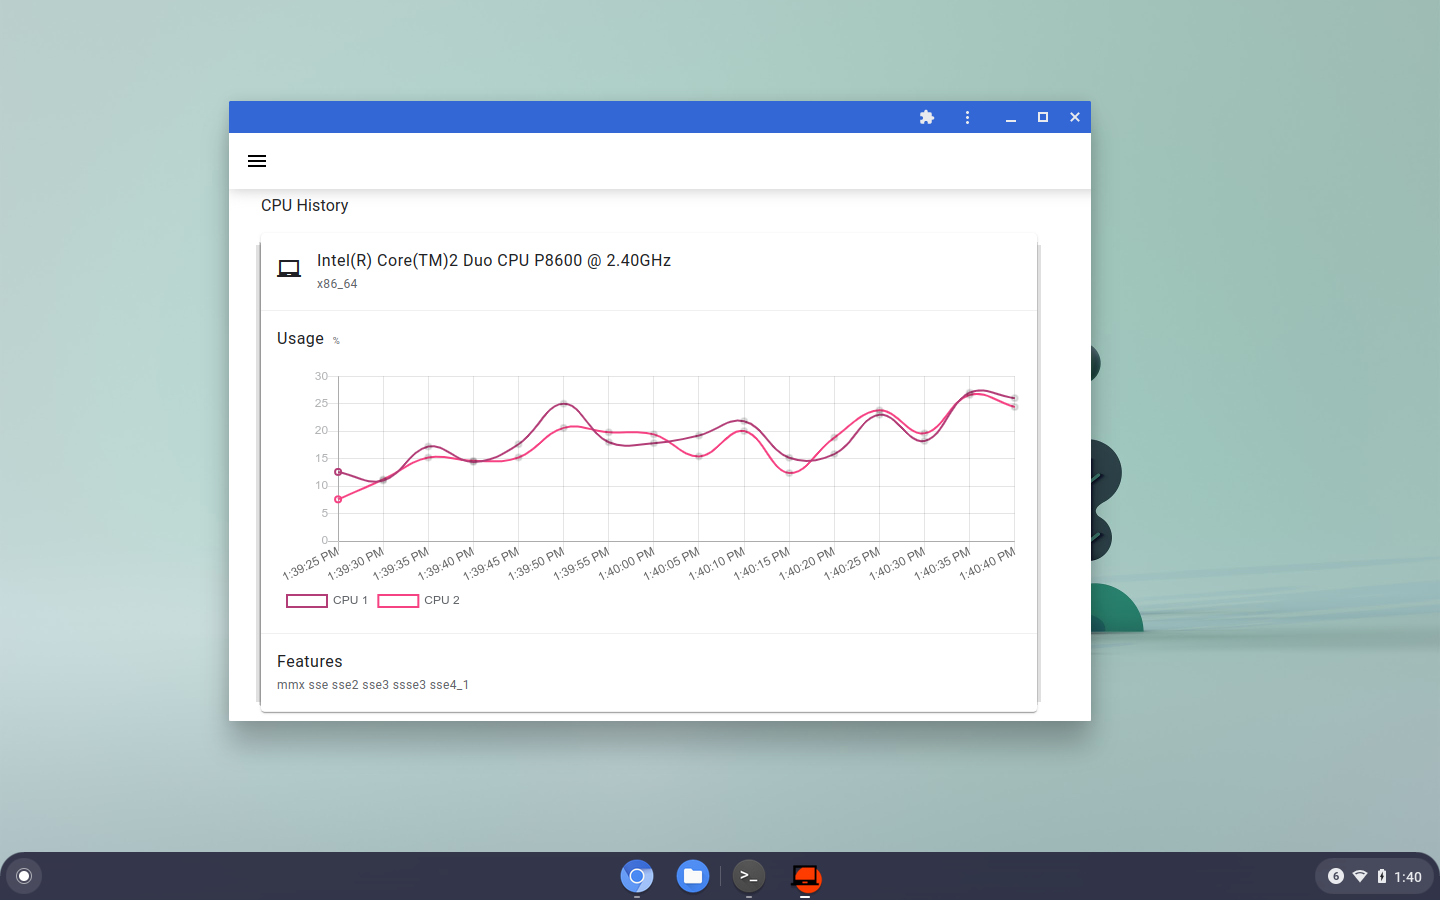 CPU History
Intel(R) Core(TM)2 Duo CPU P8600 @ 2.40GHz
x86_64
Usage %
30
25
20
15
10
5
0
1:39:25 PM
1:39:30 PM
1:39:35 PM
1:39:40 PM
1:39:45 PM
1:39:50 PM
1:39:55 PM
1:40:00 PM
1:40:05 PM
1:40:10 PM
1:40:15 PM
1:40:20 PM
1:40:25 PM
1:40:30 PM
1:40:35 PM
1:40:40 PM
CPU 1 CPU 2
Features
mmx sse sse2 sse3 ssse3 sse4_1
>_
6 1:40